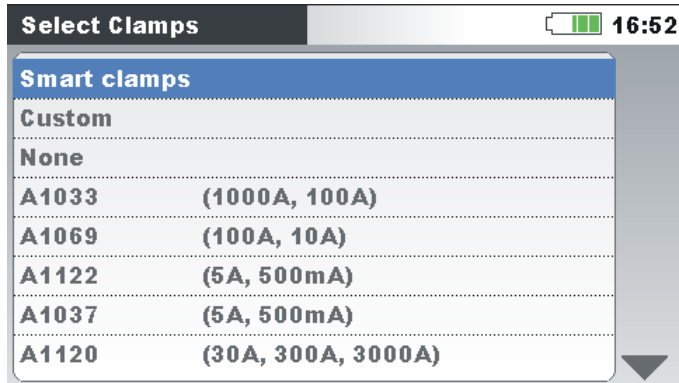 Select Clamps 16:52
Smart clamps
Custom
None
A1033 (1000A, 100A)
A1069 (100A, 10A)
A1122 (5A, 500mA)
A1037 (5A, 500mA)
A1120 (30A, 300A, 3000A)